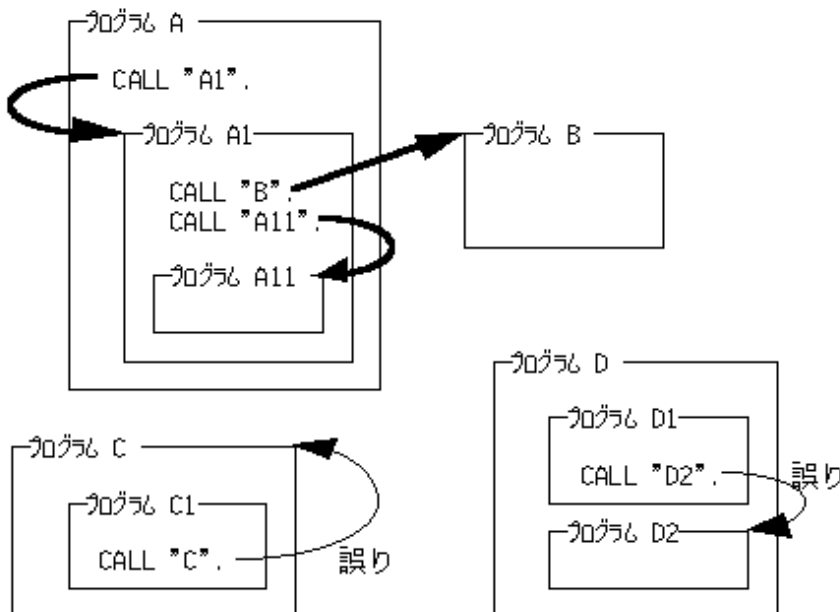 プログラム A
CALL "A1".
プログラム A1
CALL "B".
CALL "A11".
プログラム A11
プログラム B
プログラム C
プログラム C1
CALL "C".
誤り
プログラム D
プログラム D1
CALL "D2".
誤り
プログラム D2